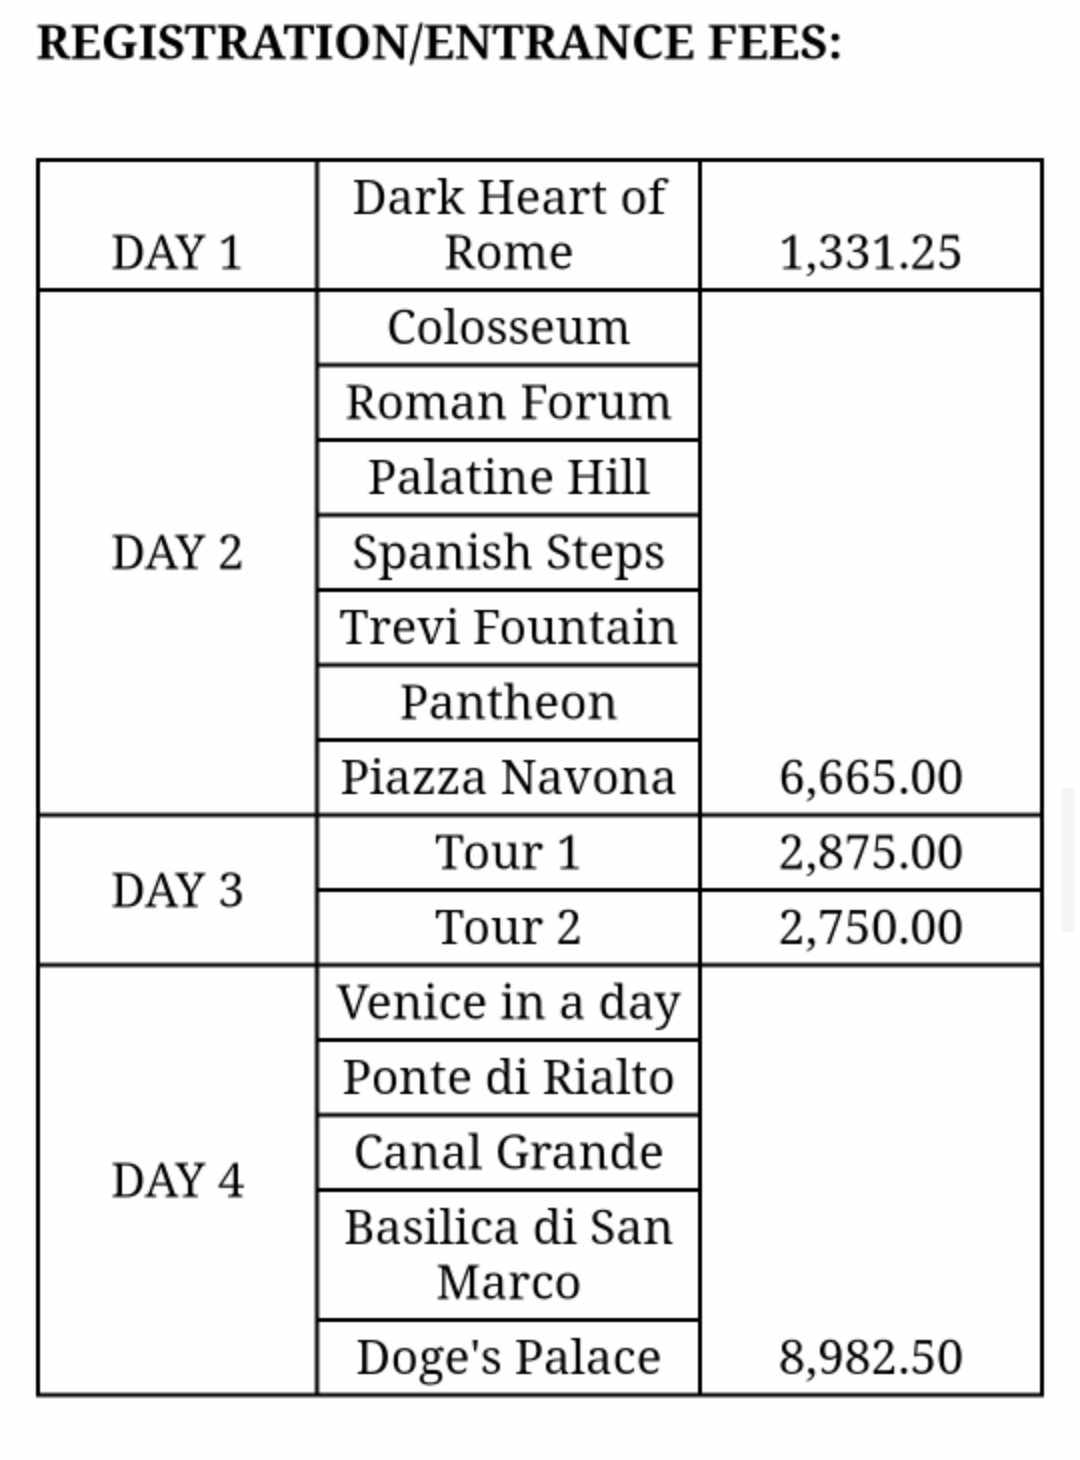 REGISTRATION/ENTRANCE FEES:
DAY 1
Dark Heart of
Rome
1,331.25
DAY 2
Colosseum
Roman Forum
Palatine Hill
Spanish Steps
Trevi Fountain
Pantheon
Piazza Navona
6,665.00
DAY 3
Tour 1
2,875.00
Tour 2
2,750.00
DAY 4
Venice in a day
Ponte di Rialto
Canal Grande
Basilica di San
Marco
Doge's Palace
8,982.50